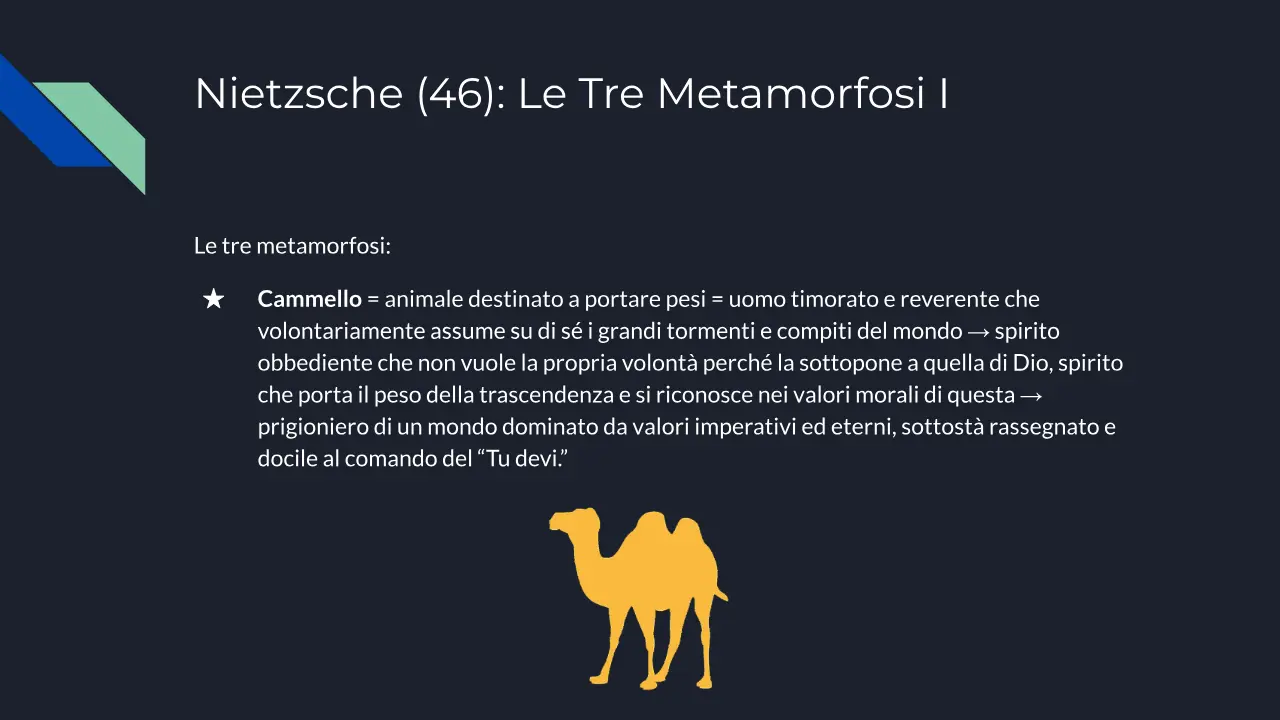 Nietzsche (46): Le Tre Metamorfosi I
Le tre metamorfosi:
★ Cammello = animale destinato a portare pesi = uomo timorato e reverente che
volontariamente assume su di sé i grandi tormenti e compiti del mondo → spirito
obbediente che non vuole la propria volontà perché la sottopone a quella di Dio, spirito
che porta il peso della trascendenza e si riconosce nei valori morali di questa →
prigioniero di un mondo dominato da valori imperativi ed eterni, sottostà rassegnato e
docile al comando del “Tu devi.”